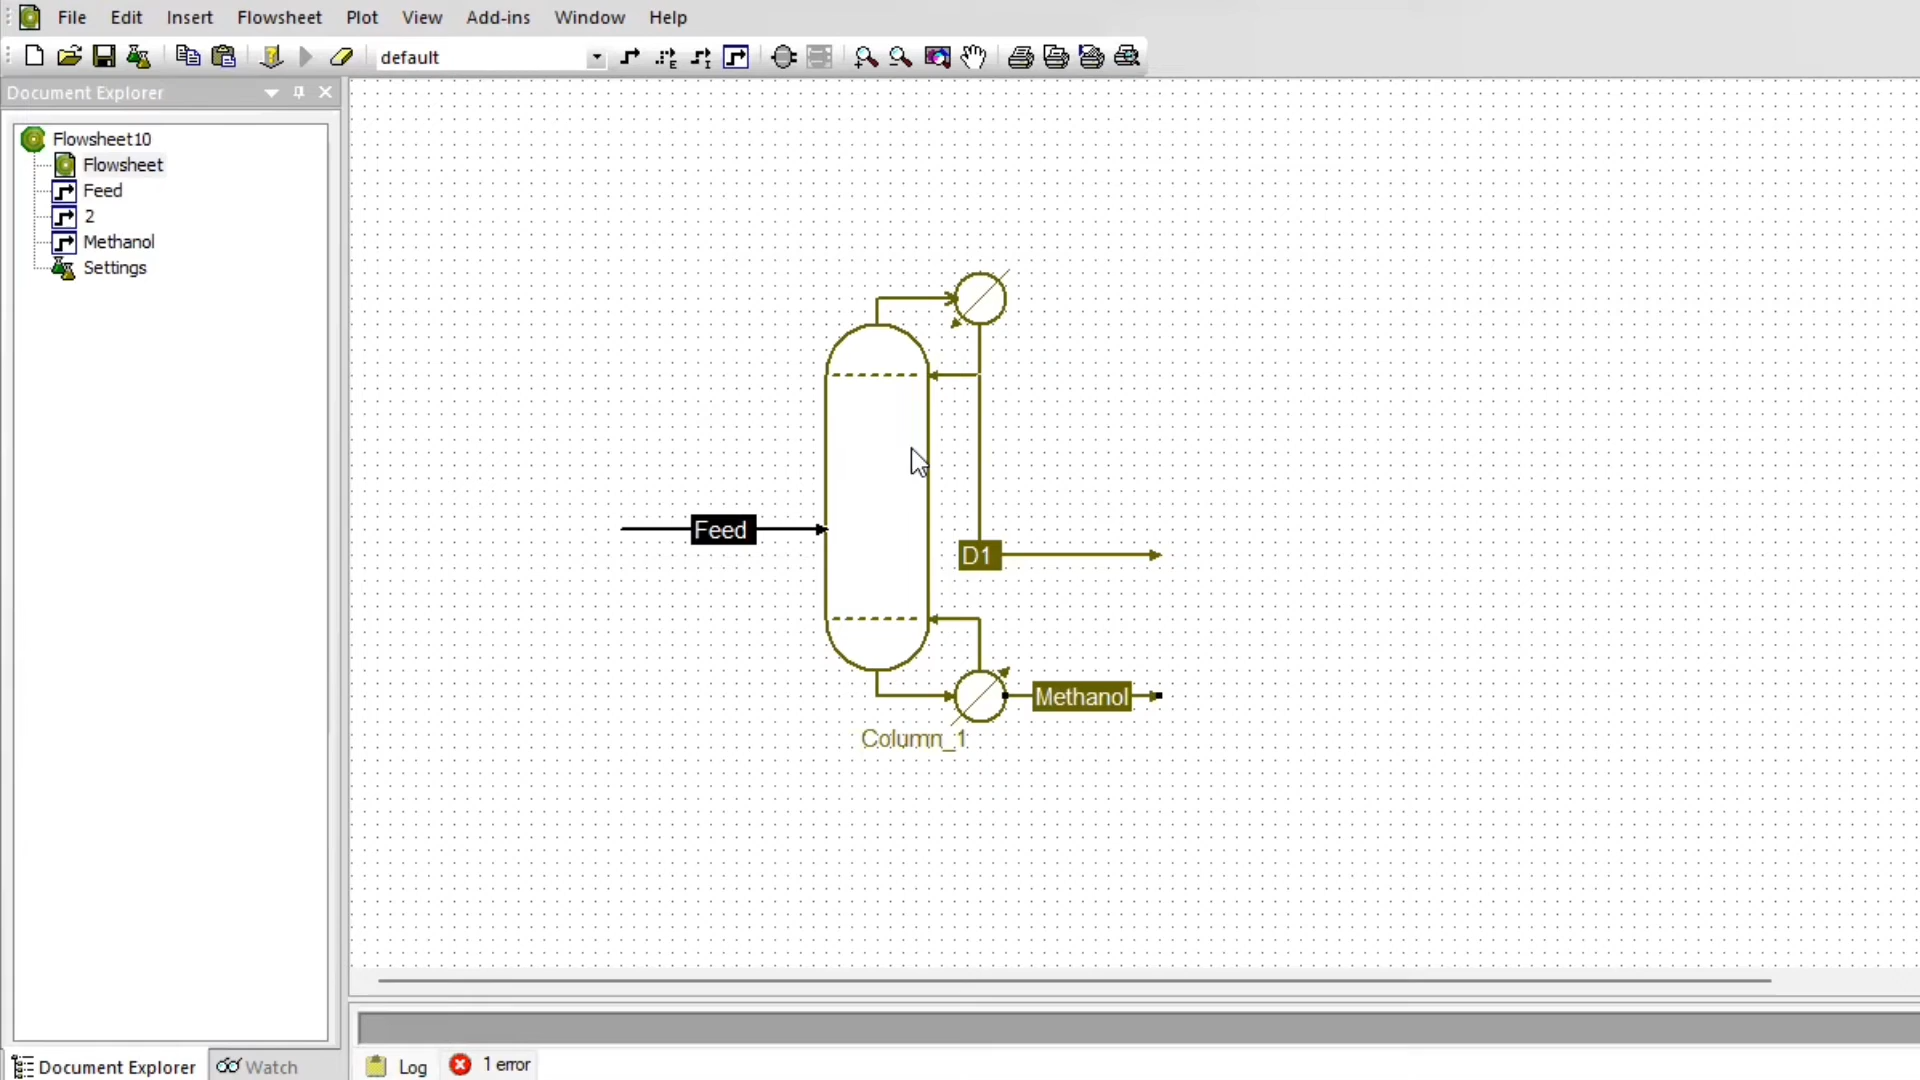 File Edit Insert Flowsheet Plot View Add-ins Window Help
default
Document Explorer
Flowsheet10
Flowsheet
Feed
2
Methanol
Settings
Feed
D1
Methanol
Column_1
Document Explorer Watch
Log 1 error